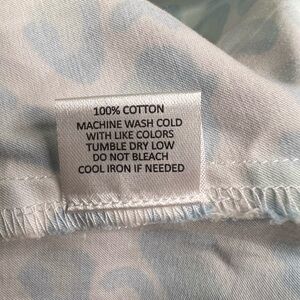 100% COTTON
MACHINE WASH COLD
WITH LIKE COLORS
TUMBLE DRY LOW
DO NOT BLEACH
COOL IRON IF NEEDED